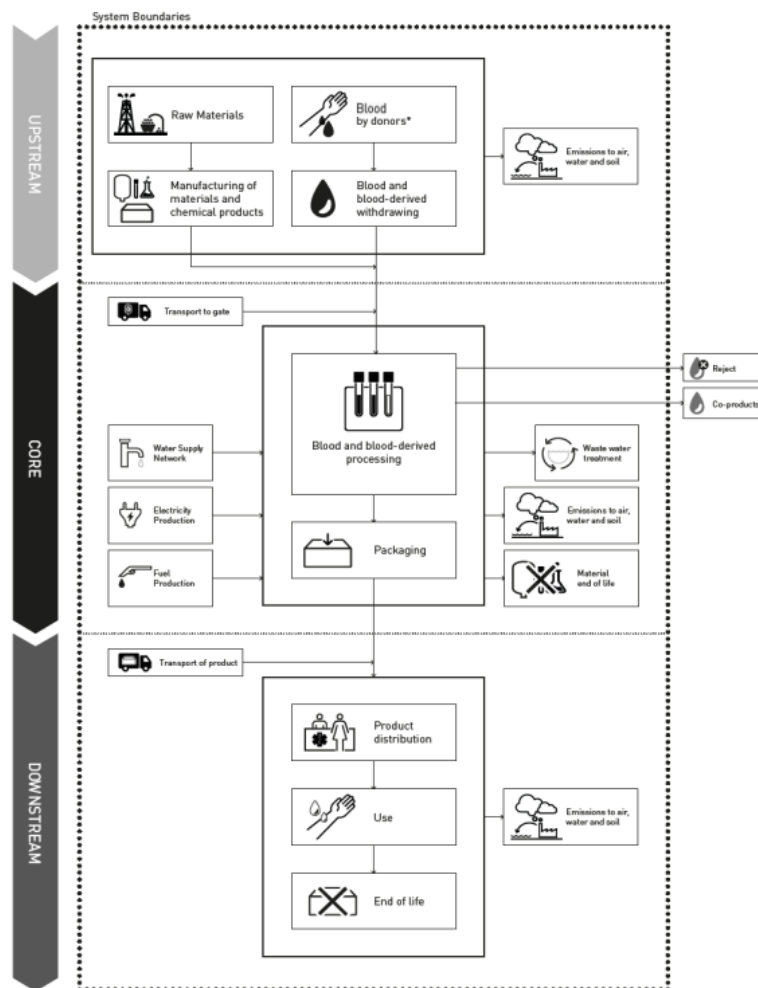 System Boundaries
UPSTREAM
Raw Materials
Blood
by donors*
Emissions to air,
water and soil
Manufacturing of
materials and
chemical products
Blood and
blood-derived
withdrawing
CORE
Transport to gate
Reject
Co-products
Blood and blood-derived
processing
Water Supply
Network
Waste water
treatment
Electricity
Production
Emissions to air,
water and soil
Packaging
Fuel
Production
Material
end of life
DOWNSTREAM
Transport of product
Product
distribution
Use
Emissions to air,
water and soil
End of life